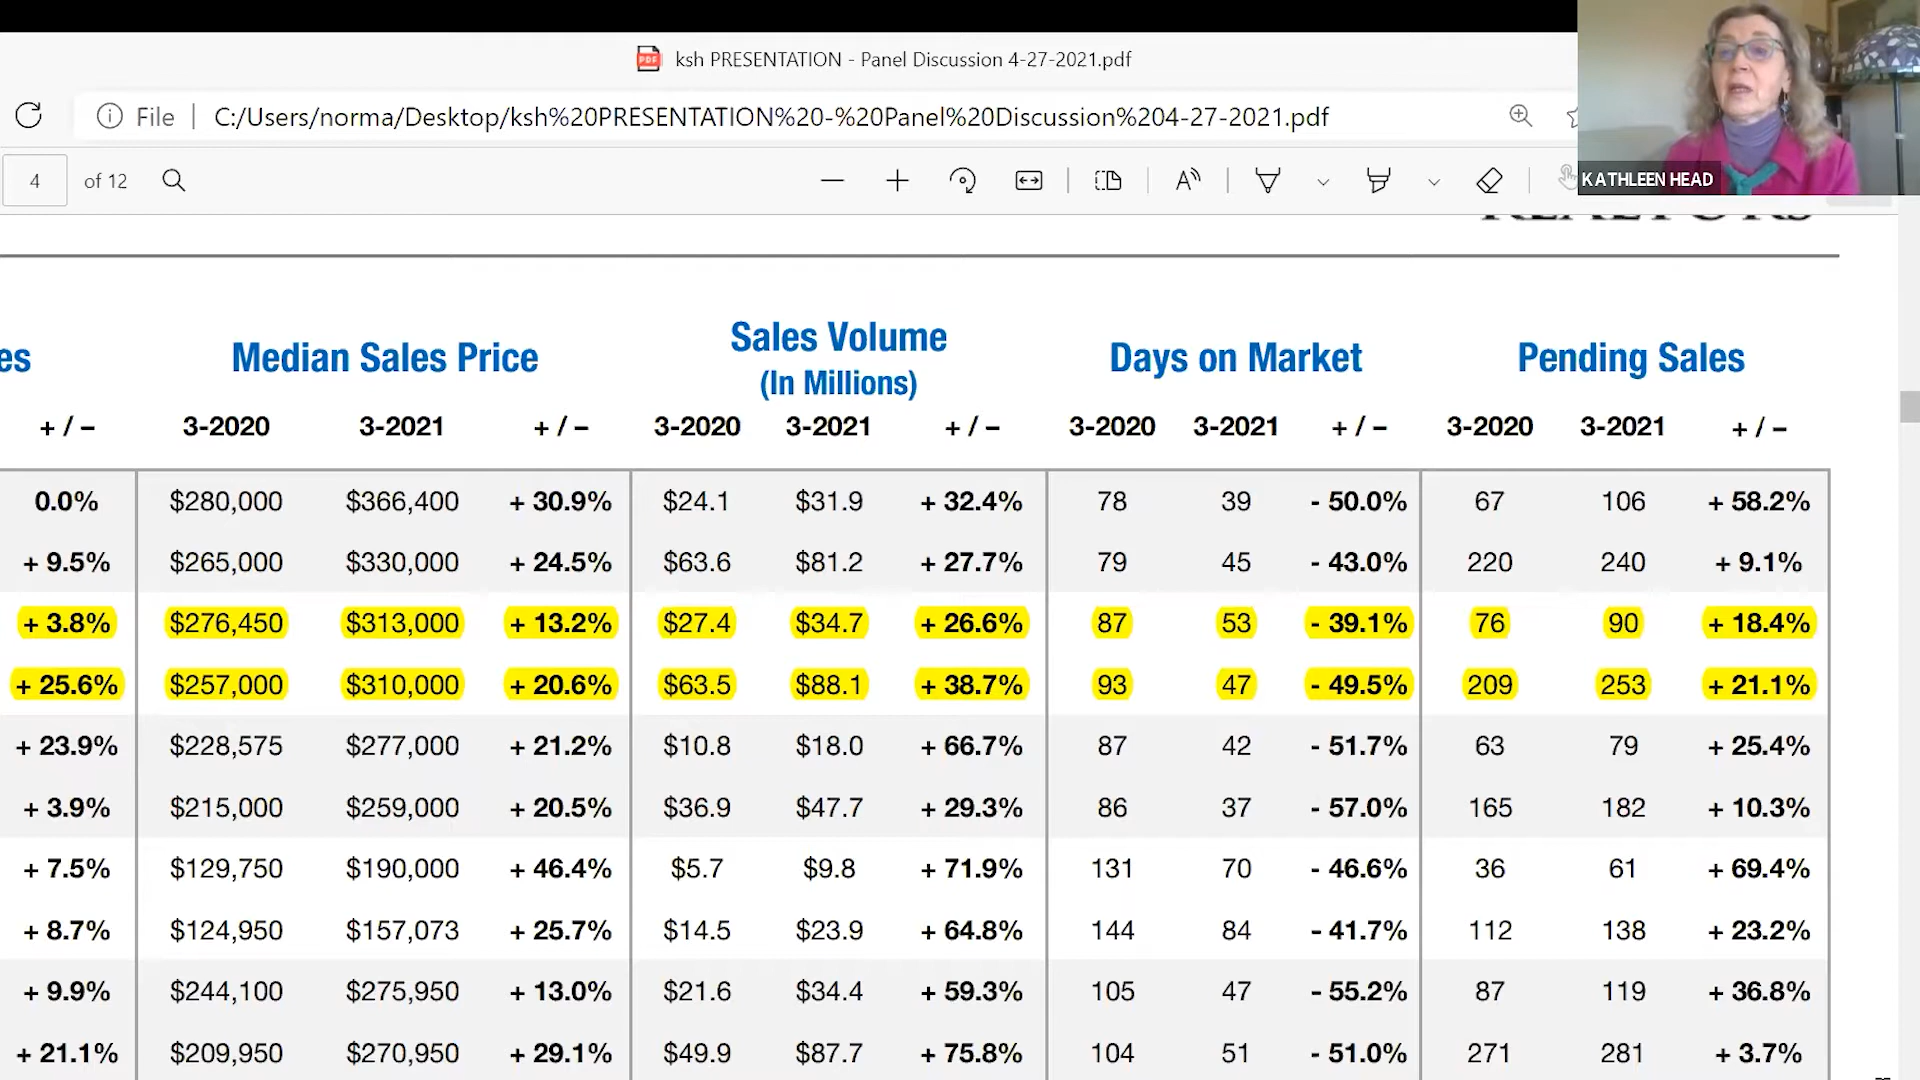 ksh PRESENTATION - Panel Discussion 4-27-2021.pdf
File | C:/Users/norma/Desktop/ksh%20PRESENTATION%20-%20Panel%20Discussion%204-27-2021.pdf
4 of 12
KATHLEEN HEAD
REALTORS
es Median Sales Price Sales Volume (In Millions) Days on Market Pending Sales
+ / – 3-2020 3-2021 + / – 3-2020 3-2021 + / – 3-2020 3-2021 + / – 3-2020 3-2021 + / –
0.0% $280,000 $366,400 + 30.9% $24.1 $31.9 + 32.4% 78 39 - 50.0% 67 106 + 58.2%
+ 9.5% $265,000 $330,000 + 24.5% $63.6 $81.2 + 27.7% 79 45 - 43.0% 220 240 + 9.1%
+ 3.8% $276,450 $313,000 + 13.2% $27.4 $34.7 + 26.6% 87 53 - 39.1% 76 90 + 18.4%
+ 25.6% $257,000 $310,000 + 20.6% $63.5 $88.1 + 38.7% 93 47 - 49.5% 209 253 + 21.1%
+ 23.9% $228,575 $277,000 + 21.2% $10.8 $18.0 + 66.7% 87 42 - 51.7% 63 79 + 25.4%
+ 3.9% $215,000 $259,000 + 20.5% $36.9 $47.7 + 29.3% 86 37 - 57.0% 165 182 + 10.3%
+ 7.5% $129,750 $190,000 + 46.4% $5.7 $9.8 + 71.9% 131 70 - 46.6% 36 61 + 69.4%
+ 8.7% $124,950 $157,073 + 25.7% $14.5 $23.9 + 64.8% 144 84 - 41.7% 112 138 + 23.2%
+ 9.9% $244,100 $275,950 + 13.0% $21.6 $34.4 + 59.3% 105 47 - 55.2% 87 119 + 36.8%
+ 21.1% $209,950 $270,950 + 29.1% $49.9 $87.7 + 75.8% 104 51 - 51.0% 271 281 + 3.7%